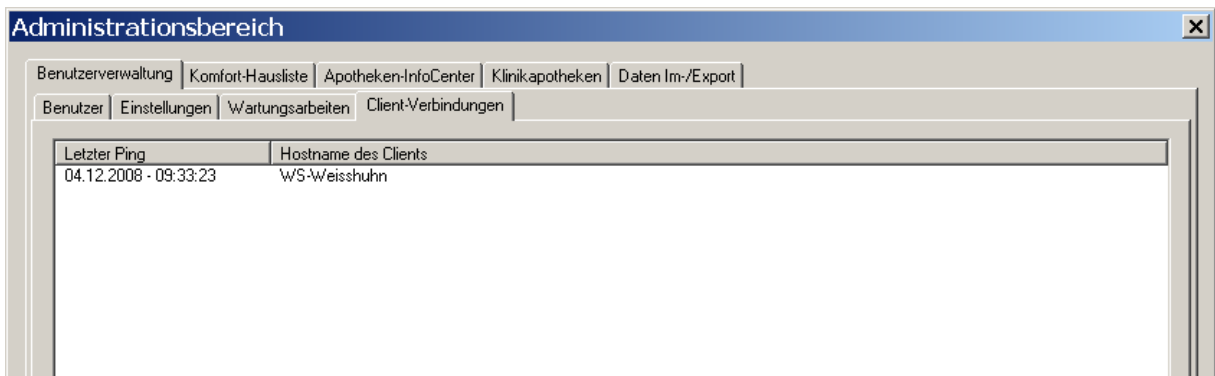 Administrationsbereich
Benutzerverwaltung Komfort-Hausliste Apotheken-InfoCenter Klinikapotheken Daten Im-/Export
Benutzer Einstellungen Wartungsarbeiten Client-Verbindungen
Letzter Ping Hostname des Clients
04.12.2008 - 09:33:23 WS-Weisshuhn